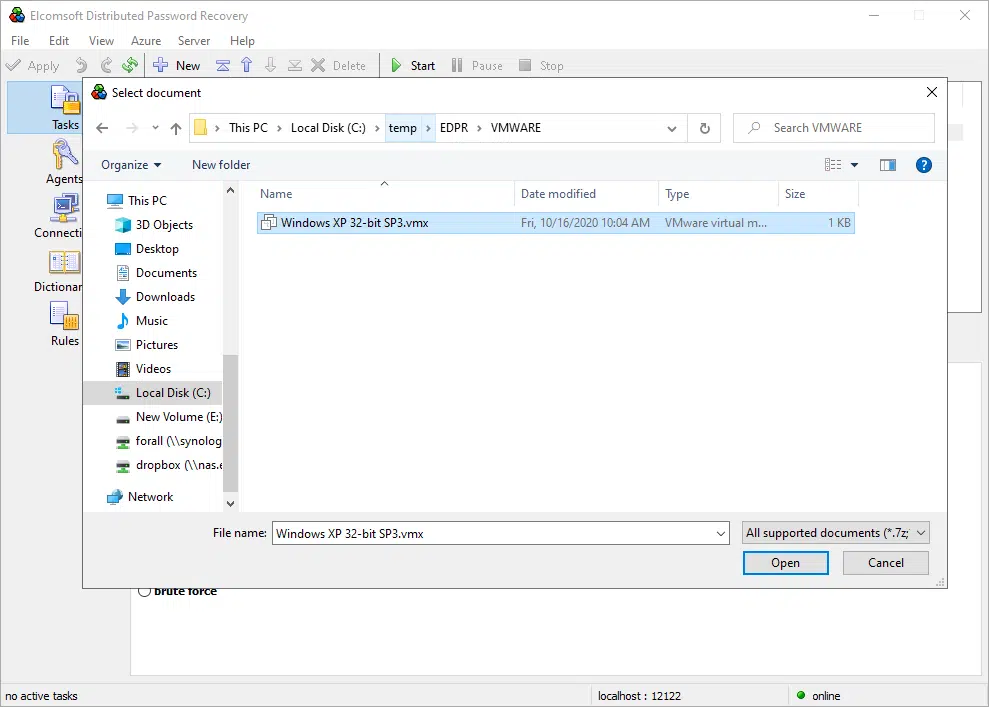 Elcomsoft Distributed Password Recovery
File Edit View Azure Server Help
Apply New Delete Start Pause Stop
Select document
This PC Local Disk (C:) temp EDPR VMWARE Search VMWARE
Organize New folder
Tasks
Agents
Connecti
Dictionar
Rules
This PC
3D Objects
Desktop
Documents
Downloads
Music
Pictures
Videos
Local Disk (C:)
New Volume (E:)
forall (\\synolog
dropbox (\\nas.e
Network
Name Date modified Type Size
Windows XP 32-bit SP3.vmx Fri, 10/16/2020 10:04 AM VMware virtual m... 1 KB
File name: Windows XP 32-bit SP3.vmx All supported documents (*.7z;
Open Cancel
brute force
no active tasks localhost : 12122 online